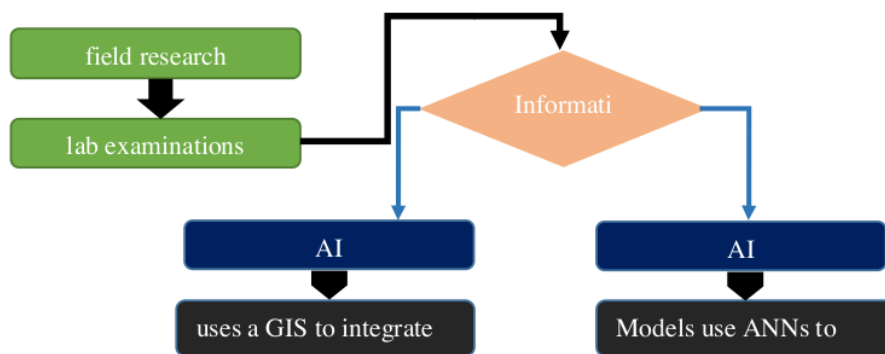 field research
lab examinations
Informati
AI
AI
uses a GIS to integrate
Models use ANNs to